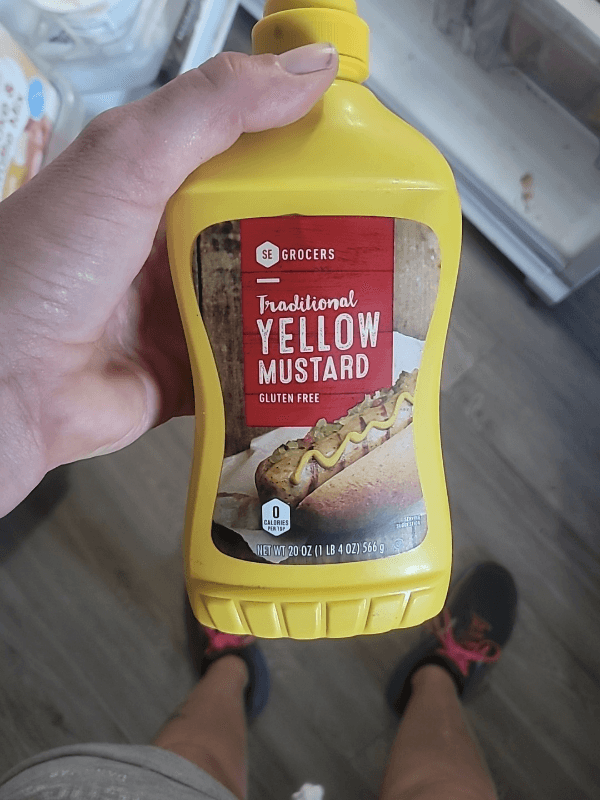 SE GROCERS
Traditional
YELLOW
MUSTARD
GLUTEN FREE
0
CALORIES
PER TSP
NET WT 20 OZ (1 LB 4 OZ) 566 g